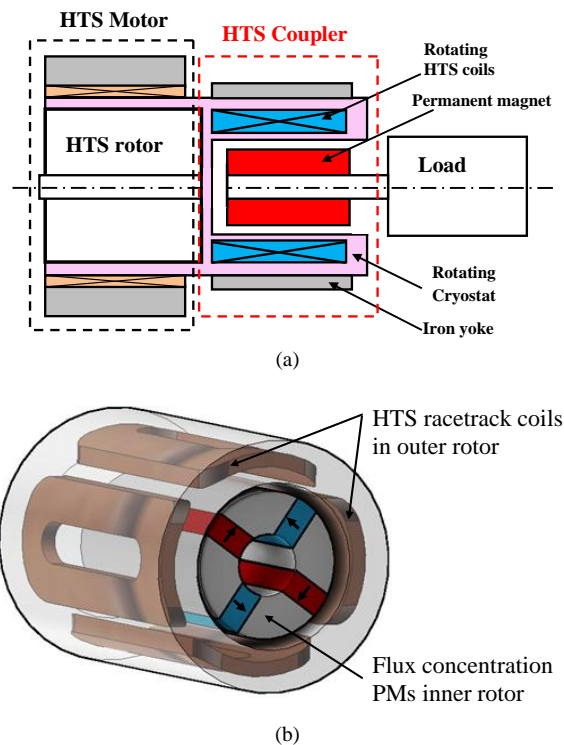 HTS Motor
HTS Coupler
Rotating
HTS coils
Permanent magnet
HTS rotor
Load
Rotating
Cryostat
Iron yoke
(a)
HTS racetrack coils
in outer rotor
Flux concentration
PMs inner rotor
(b)